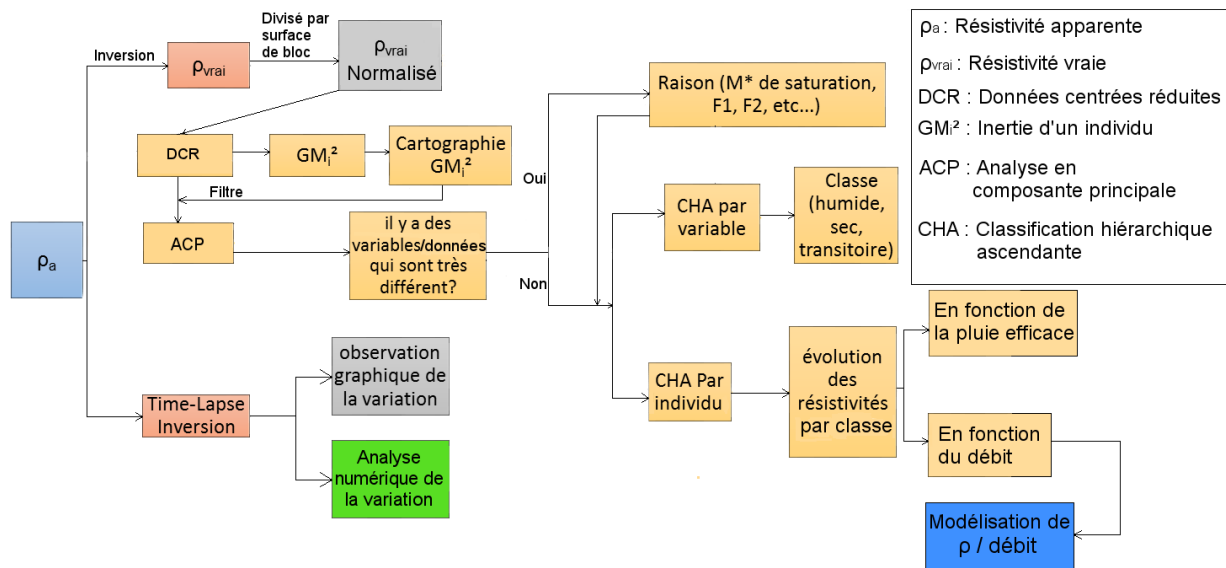 Divisé par
surface
de bloc
Inversion
ρvrai
ρvrai
Normalisé
DCR
GMi²
Cartographie
GMi²
Filtre
ACP
il y a des
variables/données
qui sont très
différent?
ρa
Time-Lapse
Inversion
observation
graphique de
la variation
Analyse
numérique de
la variation
Oui
Non
Raison (M* de saturation,
F1, F2, etc...)
CHA par
variable
Classe
(humide,
sec,
transitoire)
CHA Par
individu
évolution
des
résistivités
par classe
En fonction de
la pluie efficace
En fonction
du débit
Modélisation de
ρ / débit
ρa : Résistivité apparente
ρvrai : Résistivité vraie
DCR : Données centrées réduites
GMi² : Inertie d'un individu
ACP : Analyse en
composante principale
CHA : Classification hiérarchique
ascendante